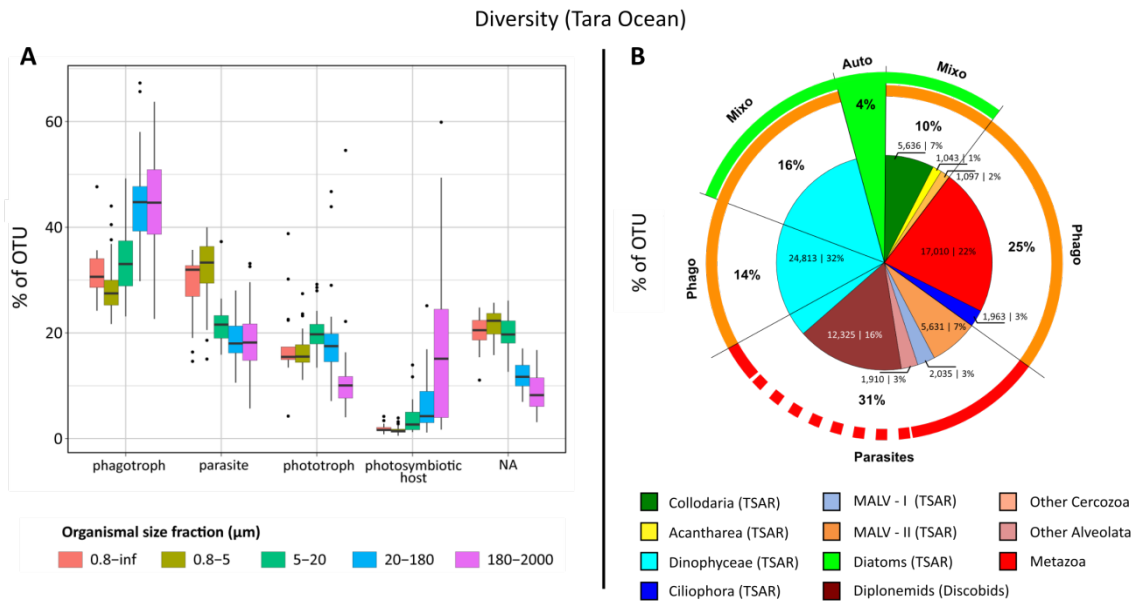 Diversity (Tara Ocean)
A
% of OTU
60
40
20
0
phagotroph
parasite
phototroph
photosymbiotic
host
NA
Organismal size fraction (µm)
0.8–inf
0.8–5
5–20
20–180
180–2000
B
% of OTU
Mixo
Auto
Mixo
4%
10%
5,636 | 7%
1,043 | 1%
1,097 | 2%
16%
17,010 | 22%
25%
Phago
24,813 | 32%
14%
Phago
1,963 | 3%
5,631 | 7%
12,325 | 16%
2,035 | 3%
1,910 | 3%
31%
Parasites
Collodaria (TSAR)
Acantharea (TSAR)
Dinophyceae (TSAR)
Ciliophora (TSAR)
MALV - I (TSAR)
MALV - II (TSAR)
Diatoms (TSAR)
Diplonemids (Discobids)
Other Cercozoa
Other Alveolata
Metazoa